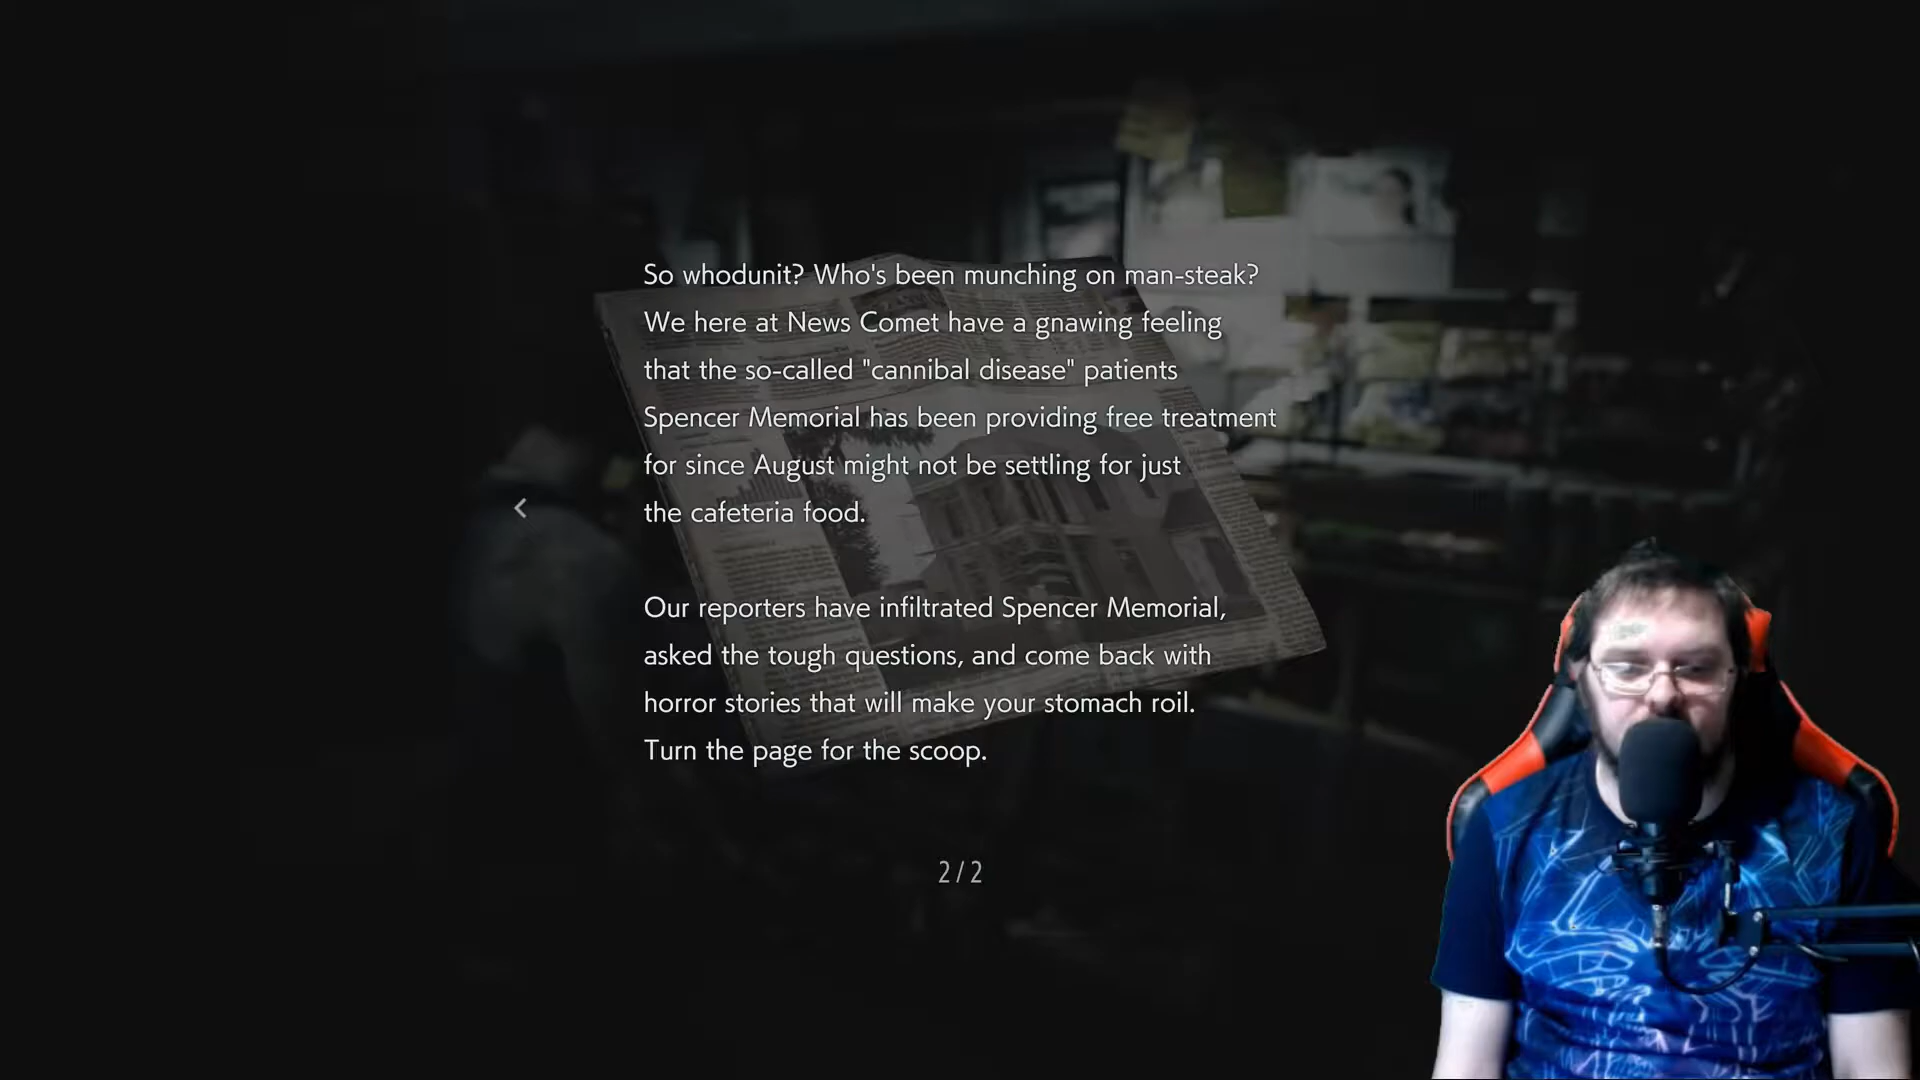 So whodunit? Who's been munching on man-steak?
We here at News Comet have a gnawing feeling
that the so-called "cannibal disease" patients
Spencer Memorial has been providing free treatment
for since August might not be settling for just
the cafeteria food.
Our reporters have infiltrated Spencer Memorial,
asked the tough questions, and come back with
horror stories that will make your stomach roil.
Turn the page for the scoop.
2/2